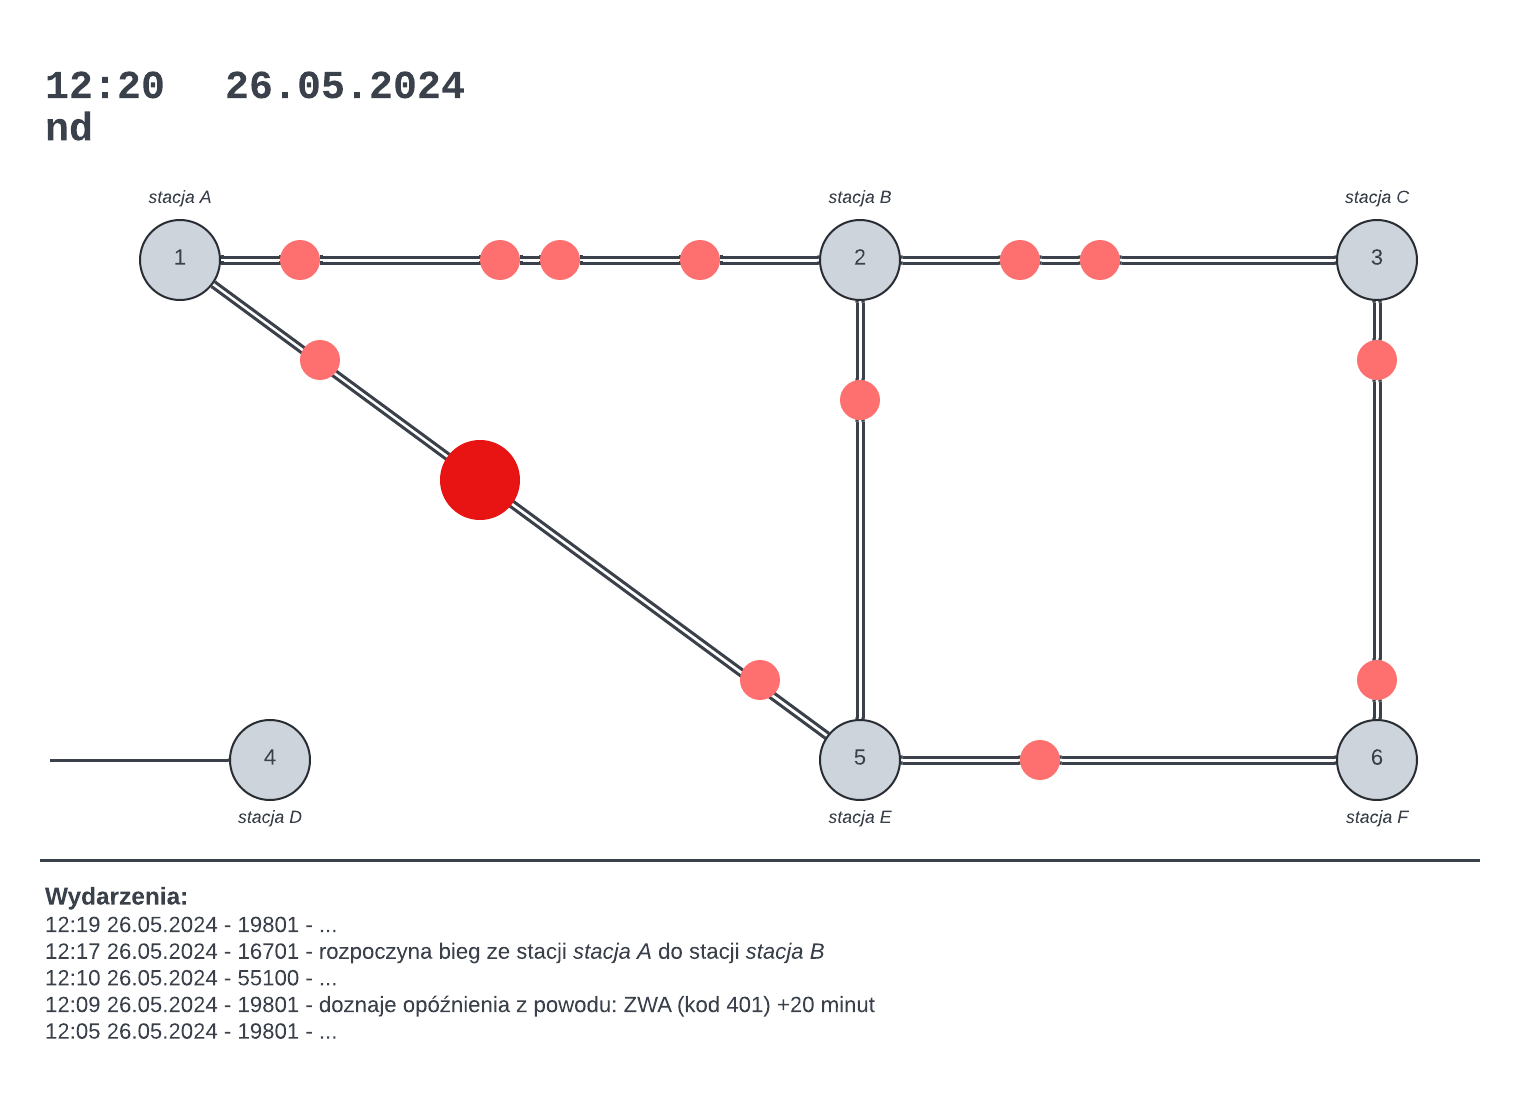 12:20 26.05.2024
nd
stacja A
stacja B
stacja C
1
2
3
4
5
6
stacja D
stacja E
stacja F
Wydarzenia:
12:19 26.05.2024 - 19801 - ...
12:17 26.05.2024 - 16701 - rozpoczyna bieg ze stacji stacja A do stacji stacja B
12:10 26.05.2024 - 55100 - ...
12:09 26.05.2024 - 19801 - doznaje opóźnienia z powodu: ZWA (kod 401) +20 minut
12:05 26.05.2024 - 19801 - ...